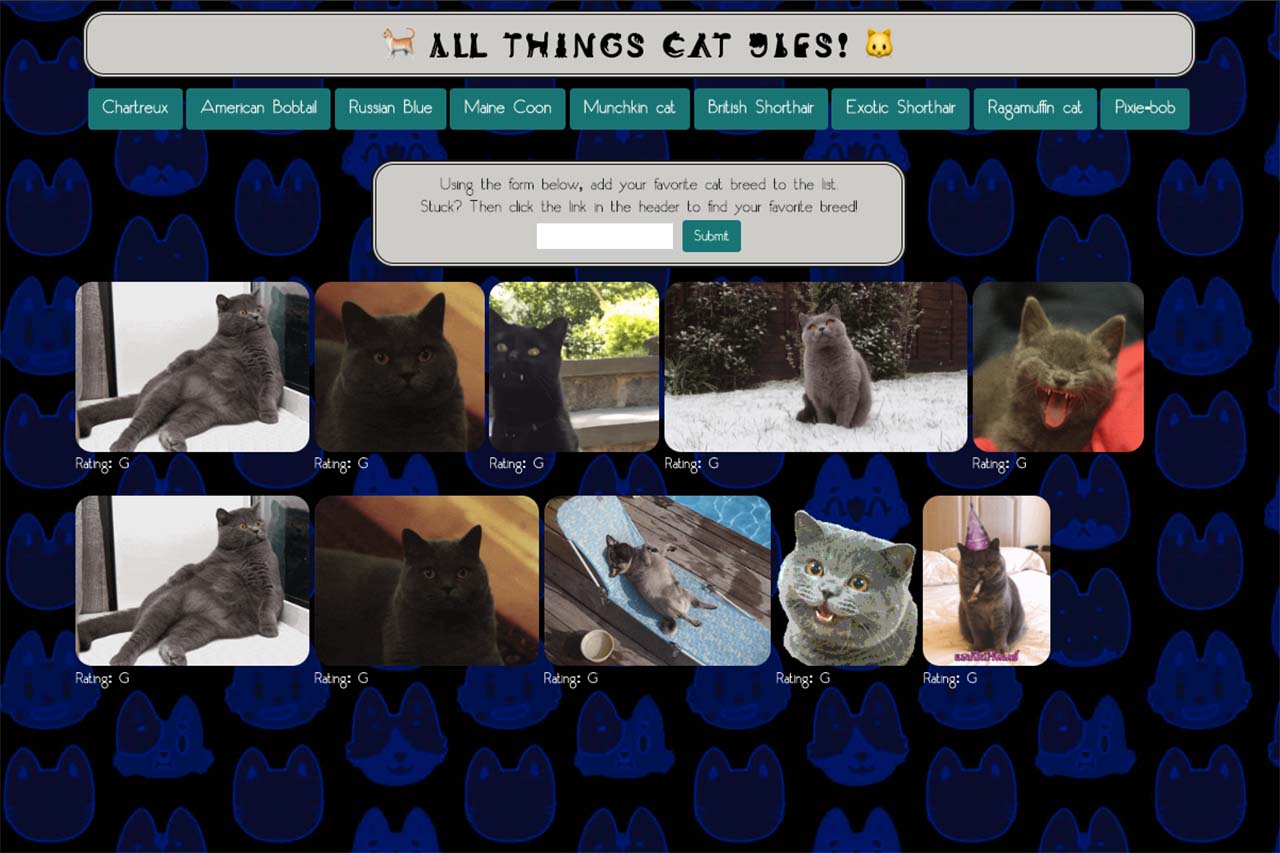 ALL THINGS CAT GIFS!
Chartreux American Bobtail Russian Blue Maine Coon Munchkin cat British Shorthair Exotic Shorthair Ragamuffin cat Pixie-bob
Using the form below, add your favorite cat breed to the list.
Stuck? Then click the link in the header to find your favorite breed!
Submit
Rating: G Rating: G Rating: G Rating: G Rating: G
Rating: G Rating: G Rating: G Rating: G Rating: G